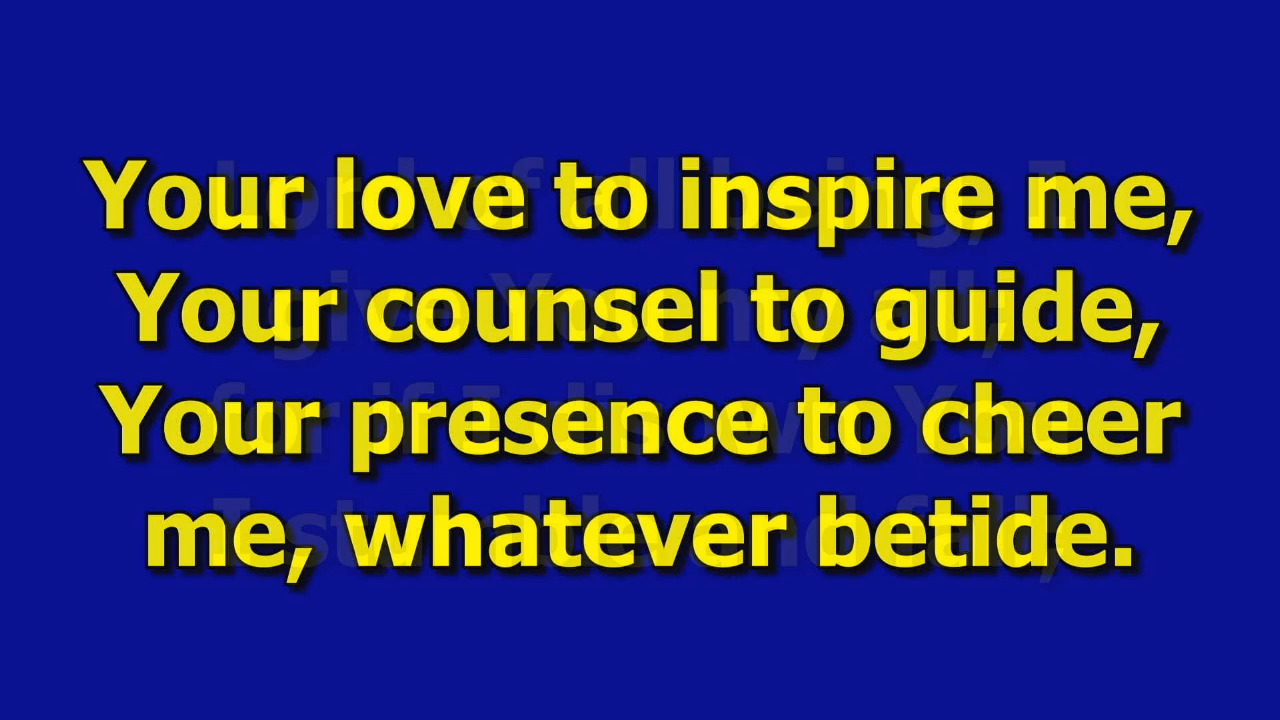 Your love to inspire me,
Your counsel to guide,
Your presence to cheer
me, whatever betide.